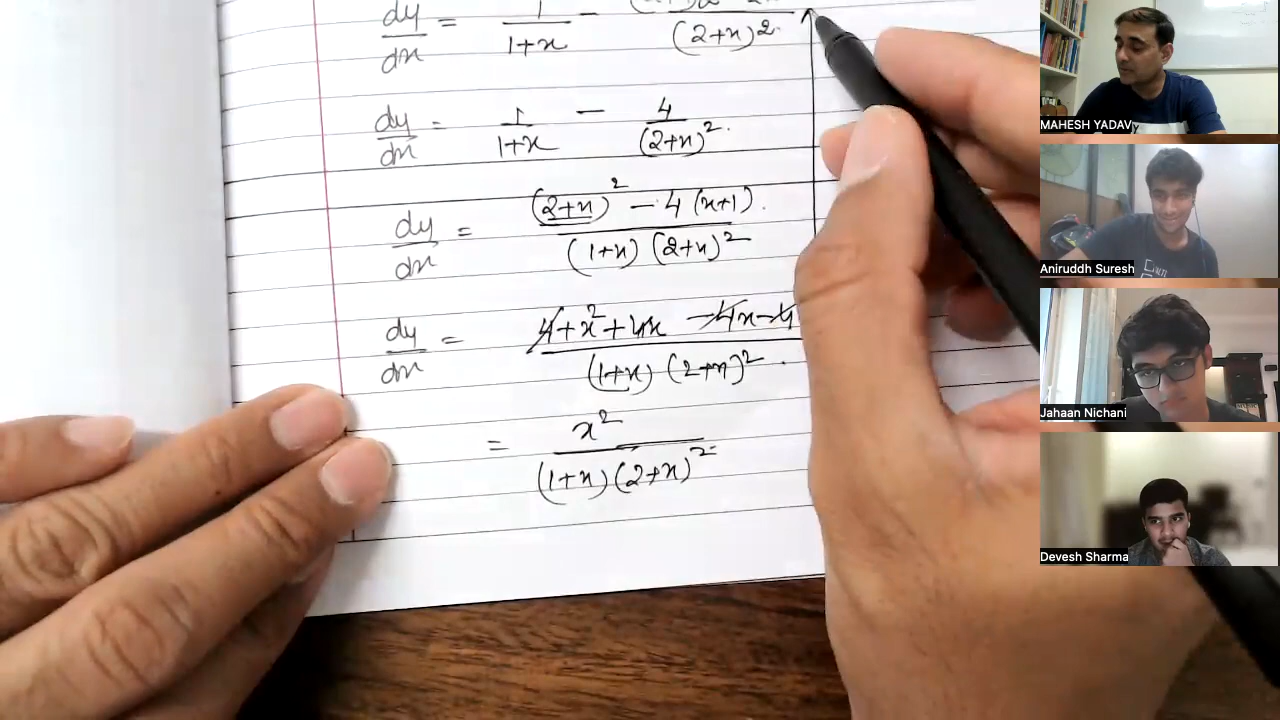 dy/dx = 1/(1+x) − /(2+x)2.
dy/dx = 1/(1+x) − 4/(2+x)2.
dy/dx = (2+x)2 − 4(x+1). / (1+x) (2+x)2
dy/dx = 4+x2+4x −4x−4 / (1+x) (2+x)2.
= x2 / (1+x)(2+x)2
MAHESH YADAV
Aniruddh Suresh
Jahaan Nichani
Devesh Sharma